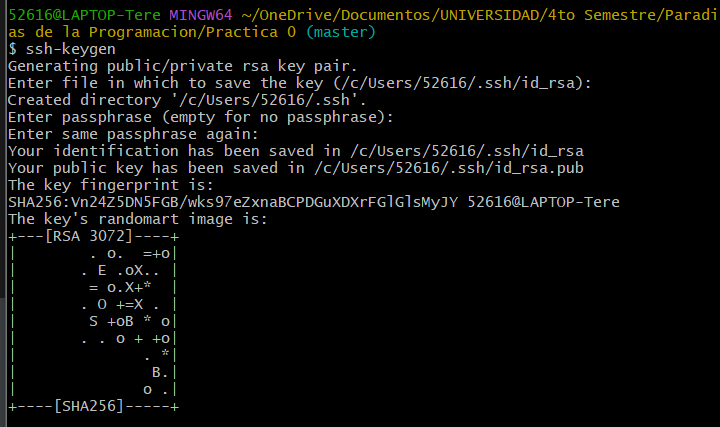 52616@LAPTOP-Tere MINGW64 ~/OneDrive/Documentos/UNIVERSIDAD/4to Semestre/Paradi
as de la Programacion/Practica 0 (master)
$ ssh-keygen
Generating public/private rsa key pair.
Enter file in which to save the key (/c/Users/52616/.ssh/id_rsa):
Created directory '/c/Users/52616/.ssh'.
Enter passphrase (empty for no passphrase):
Enter same passphrase again:
Your identification has been saved in /c/Users/52616/.ssh/id_rsa
Your public key has been saved in /c/Users/52616/.ssh/id_rsa.pub
The key fingerprint is:
SHA256:Vn24Z5DN5FGB/wks97eZxnaBCPDGuXDXrFGlGlsMyJY 52616@LAPTOP-Tere
The key's randomart image is:
+---[RSA 3072]----+
|        . o.  =+o|
|       . E .oX.. |
|        = o.X+*  |
|       . O +=X . |
|        S +oB * o|
|       . . o + +o|
|              . *|
|               B.|
|              o .|
+----[SHA256]-----+